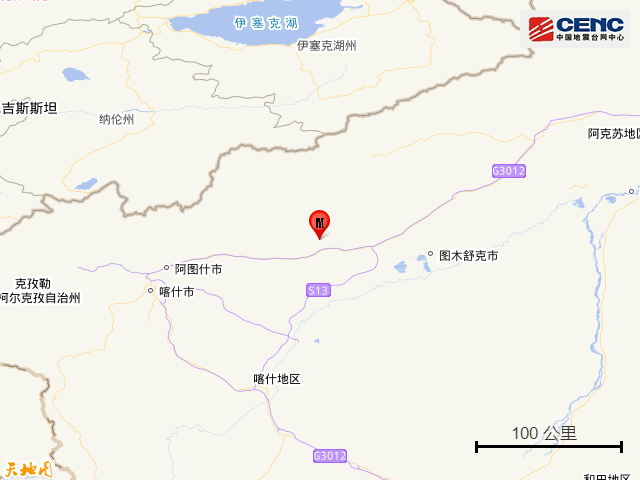 伊塞克湖
CENC
中国地震台网中心
伊塞克湖州
吉斯斯坦
纳伦州
阿克苏地区
G3012
M
图木舒克市
阿图什市
克孜勒
柯尔克孜自治州
喀什市
S13
喀什地区
100 公里
G3012
天地图
和田地区